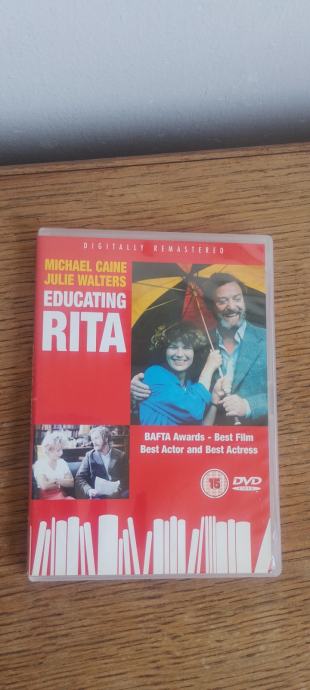 DIGITALLY REMASTERED
MICHAEL CAINE
JULIE WALTERS
EDUCATING
RITA
BAFTA Awards - Best Film
Best Actor and Best Actress
15
DVD
VIDEO